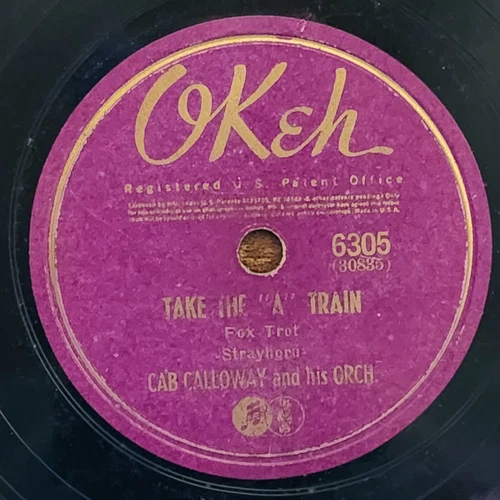 OKeh
Registered U.S. Patent Office
6305
(30835)
TAKE THE "A" TRAIN
Fox Trot
-Strayhorn-
CAB CALLOWAY and his ORCH.